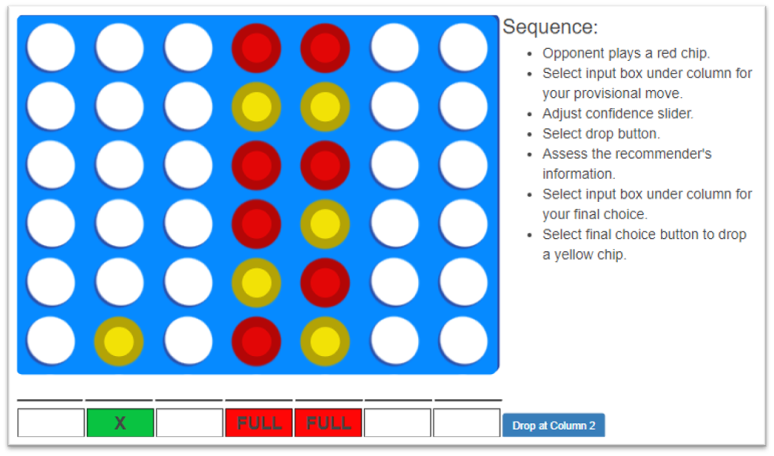 Sequence:
• Opponent plays a red chip.
• Select input box under column for
your provisional move.
• Adjust confidence slider.
• Select drop button.
• Assess the recommender's
information.
• Select input box under column for
your final choice.
• Select final choice button to drop
a yellow chip.
X FULL FULL Drop at Column 2